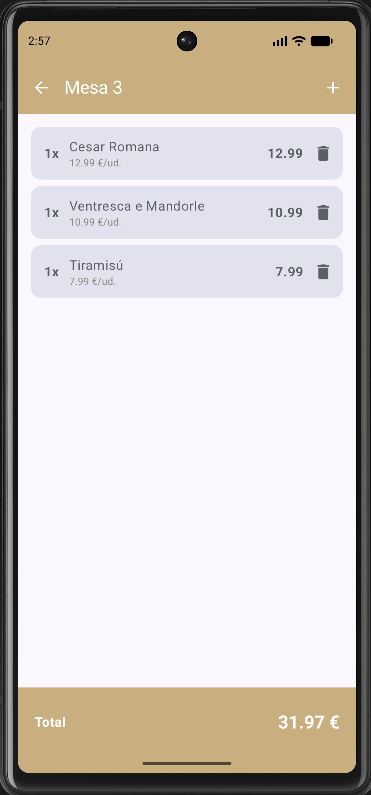 2:57
Mesa 3
1x Cesar Romana 12.99
12.99 €/ud.
1x Ventresca e Mandorle 10.99
10.99 €/ud.
1x Tiramisú 7.99
7.99 €/ud.
Total 31.97 €